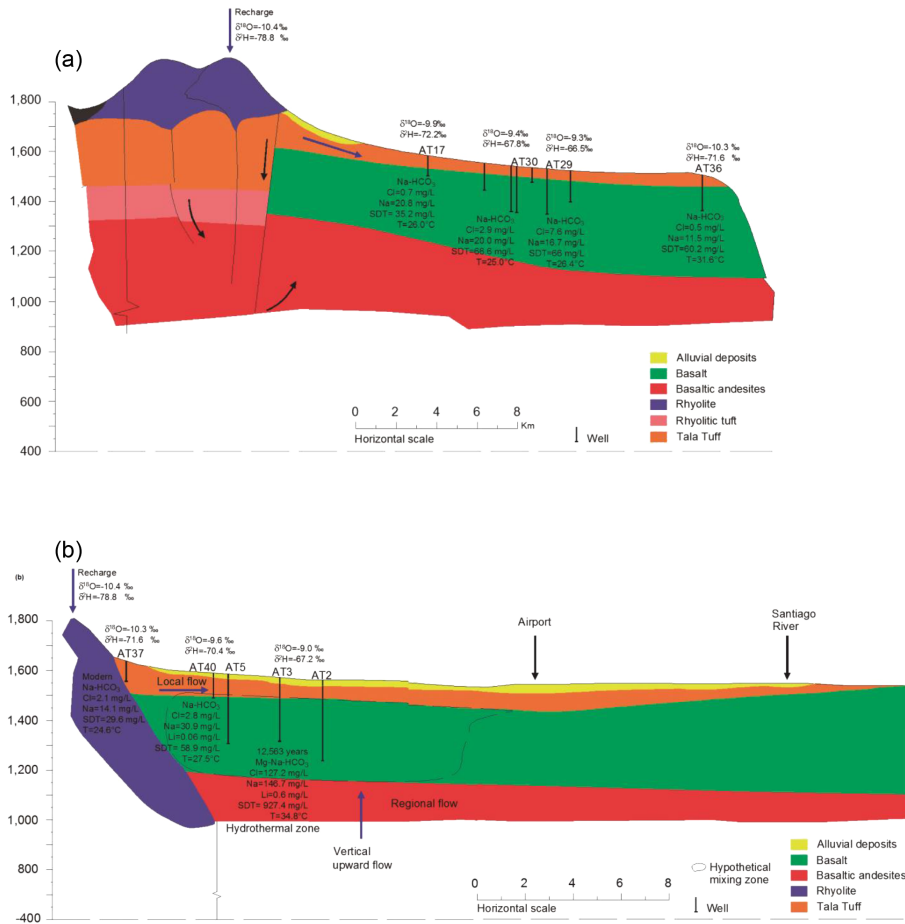 Recharge
δ¹⁸O=-10.4 ‰
δ²H=-78.8 ‰
(a)
1,800
1,600
1,400
1,200
1,000
800
600
400
δ¹⁸O=-9.9‰
δ²H=-72.2‰
AT17
δ¹⁸O=-9.4‰
δ²H=-67.8‰
AT30
δ¹⁸O=-9.3‰
δ²H=-66.5‰
AT29
δ¹⁸O=-10.3 ‰
δ²H=-71.6 ‰
AT36
Na-HCO₃
Cl=0.7 mg/L
Na=20.8 mg/L
SDT= 35.2 mg/L
T=26.0°C
Na-HCO₃
Cl=2.9 mg/L
Na=20.0 mg/L
SDT=68.6 mg/L
T=25.0°C
Na-HCO₃
Cl=7.6 mg/L
Na=16.7 mg/L
SDT=66 mg/L
T=26.4°C
Na-HCO₃
Cl=0.5 mg/L
Na=11.5 mg/L
SDT=60.2 mg/L
T=31.6°C
Alluvial deposits
Basalt
Basaltic andesites
Rhyolite
Rhyolitic tuft
Tala Tuff
0 2 4 6 8
Km
Horizontal scale
Well
(b)
(b)
Recharge
δ¹⁸O=-10.4 ‰
δ²H=-78.8 ‰
1,800
1,600
1,400
1,200
1,000
800
600
-400
δ¹⁸O=-10.3 ‰
δ²H=-71.6 ‰
AT37
δ¹⁸O=-9.6 ‰
δ²H=-70.4 ‰
AT40 AT5
δ¹⁸O=-9.0 ‰
δ²H=-67.2 ‰
AT3 AT2
Airport
Santiago
River
Modern
Na-HCO₃
Cl=2.1 mg/L
Na=14.1 mg/L
SDT=29.6 mg/L
T=24.6°C
Local flow
Na-HCO₃
Cl=2.8 mg/L
Na=30.9 mg/L
Li=0.06 mg/L
SDT= 58.9 mg/L
T=27.5°C
12,563 years
Mg-Na-HCO₃
Cl=127.2 mg/L
Na=146.7 mg/L
Li=0.6 mg/L
SDT= 927.4 mg/L
T=34.8°C
Hydrothermal zone
Regional flow
Vertical
upward flow
Hypothetical
mixing zone
0 2 4 6 8
Horizontal scale
Well
Alluvial deposits
Basalt
Basaltic andesites
Rhyolite
Tala Tuff